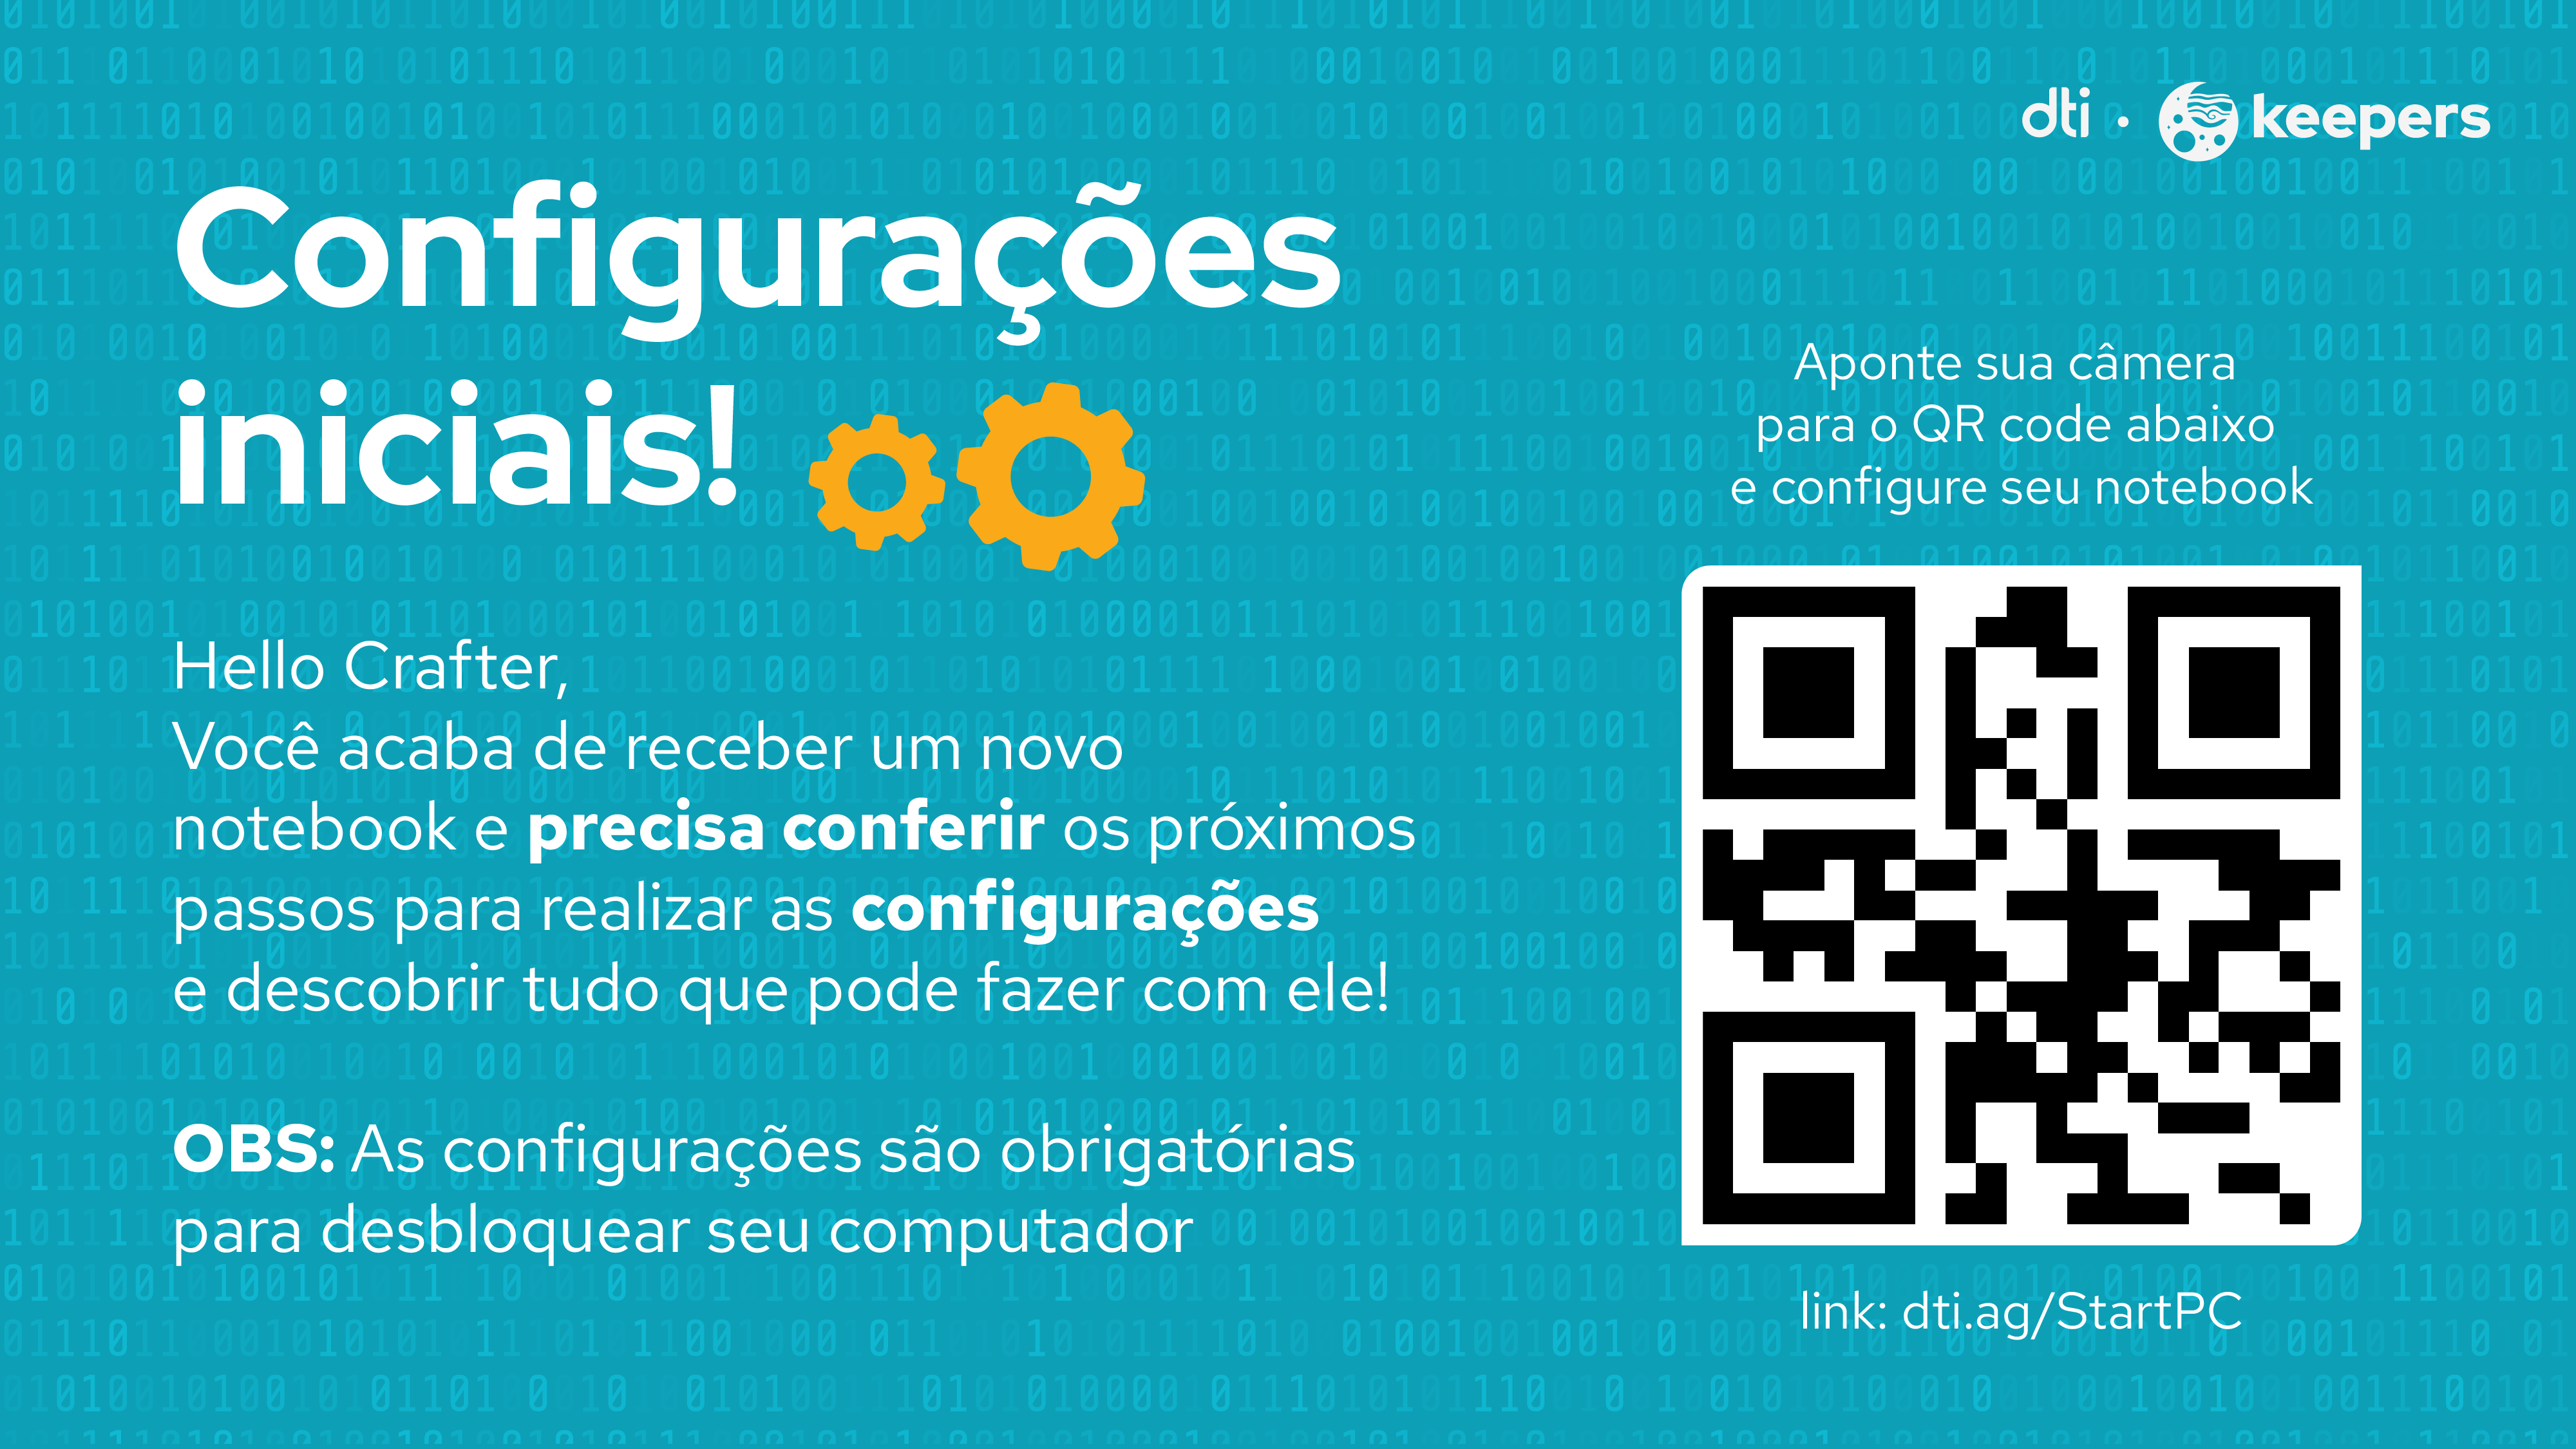 dti · keepers
Configurações
iniciais!
Hello Crafter,
Você acaba de receber um novo
notebook e precisa conferir os próximos
passos para realizar as configurações
e descobrir tudo que pode fazer com ele!
OBS: As configurações são obrigatórias
para desbloquear seu computador
Aponte sua câmera
para o QR code abaixo
e configure seu notebook
link: dti.ag/StartPC